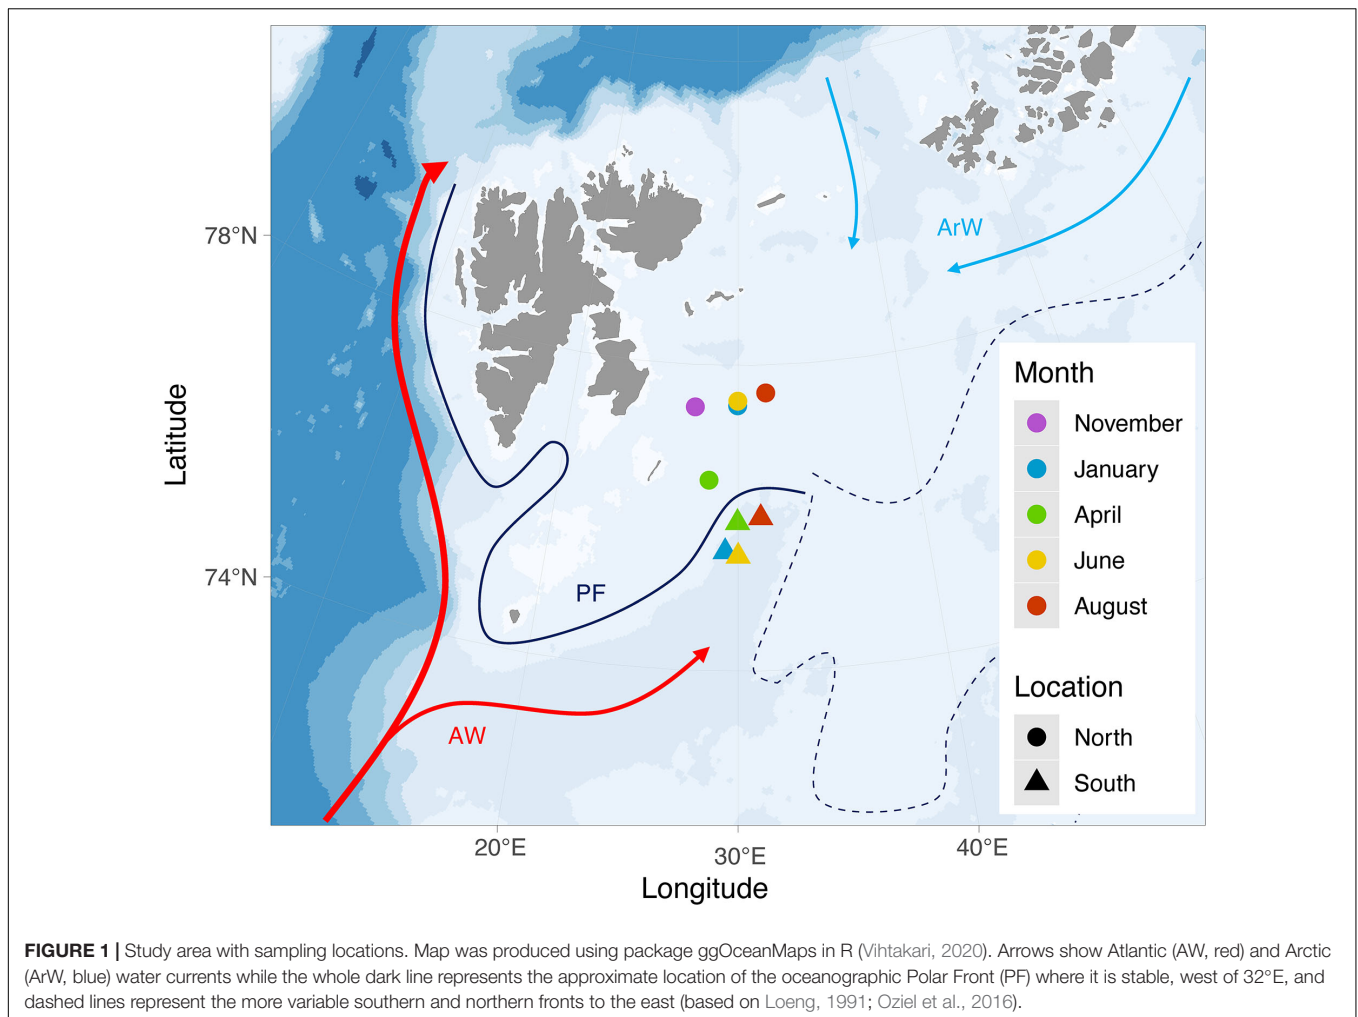 78°N
74°N
Latitude
ArW
PF
AW
Month
November
January
April
June
August
Location
North
South
20°E
30°E
40°E
Longitude
FIGURE 1 | Study area with sampling locations. Map was produced using package ggOceanMaps in R (Vihtakari, 2020). Arrows show Atlantic (AW, red) and Arctic
(ArW, blue) water currents while the whole dark line represents the approximate location of the oceanographic Polar Front (PF) where it is stable, west of 32°E, and
dashed lines represent the more variable southern and northern fronts to the east (based on Loeng, 1991; Oziel et al., 2016).